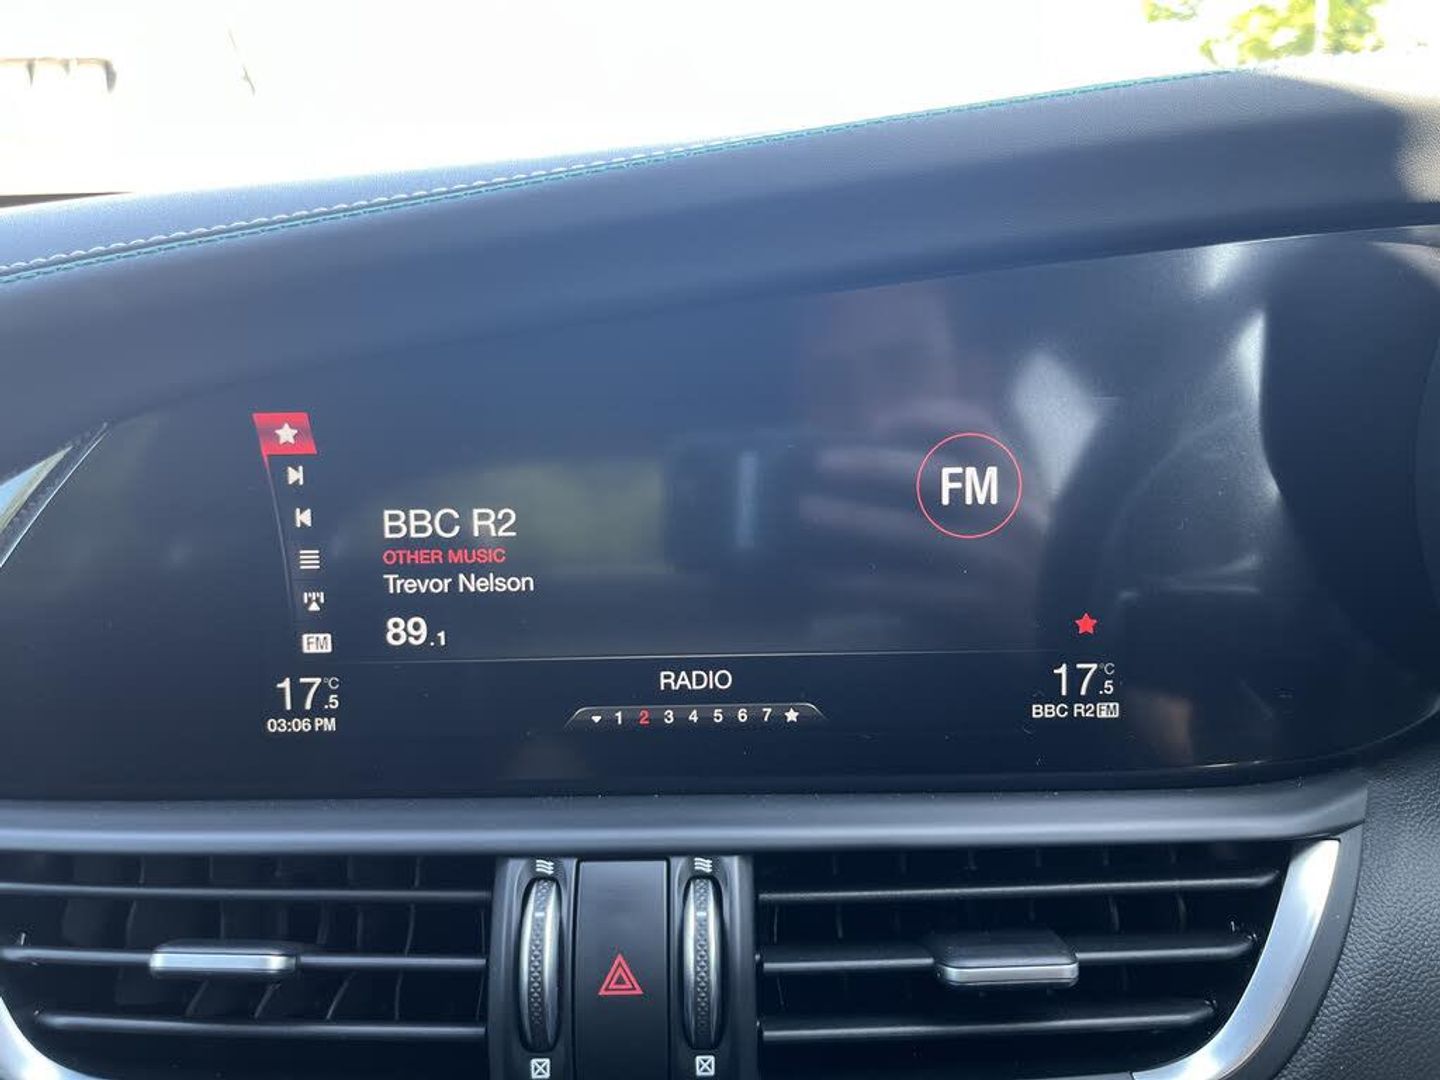 FM
BBC R2
OTHER MUSIC
Trevor Nelson
89.1
FM
RADIO
17.5°C
03:06 PM
1 2 3 4 5 6 7
17.5°C
BBC R2 FM